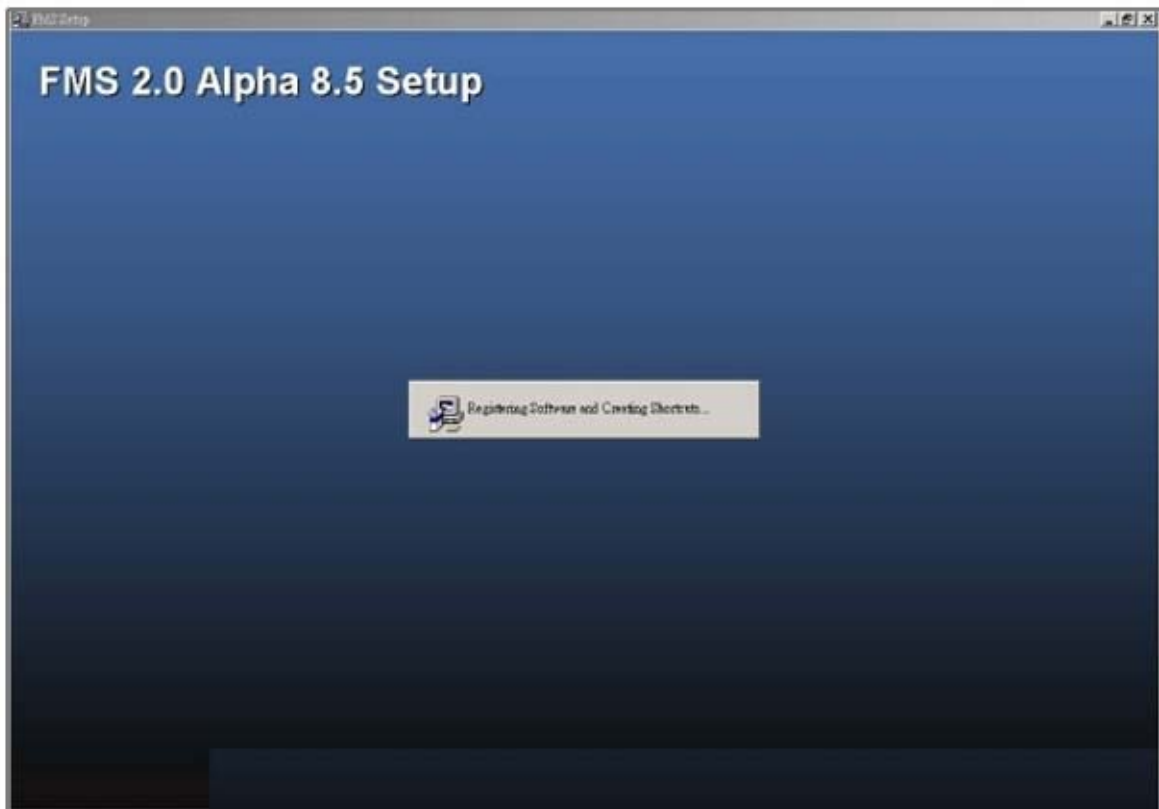 FMS Setup
FMS 2.0 Alpha 8.5 Setup
Registering Software and Creating Shortcuts...